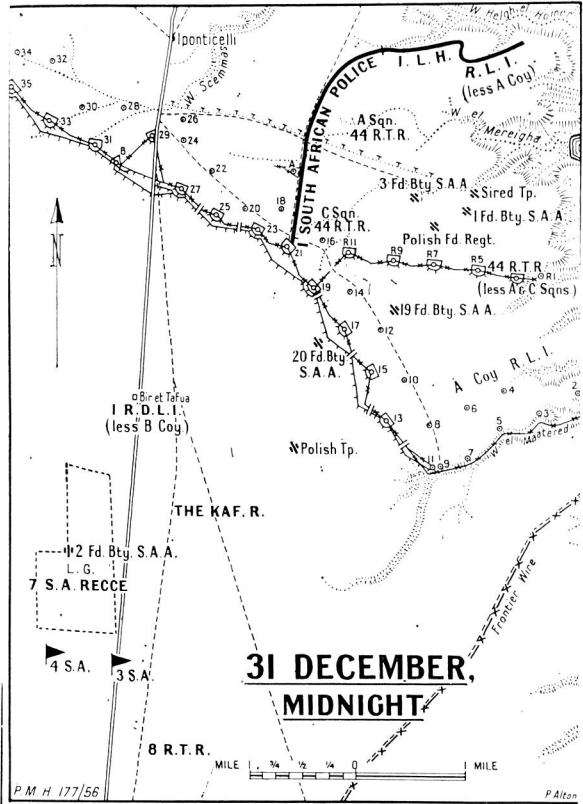 W Heighiel Haron
34
Iponticelli
32
I. L. H.
R. L. I.
(less A Coy)
W Scemmas
35
I SOUTH AFRICAN POLICE
30
28
33
26
A Sqn.
44 R.T.R.
W el Mereigha
31
29
24
B
22
A
3 Fd. Bty S.A.A.
Sired Tp.
27
25
20
18
C Sqn.
44 R.T.R.
1 Fd. Bty. S.A.A.
Polish Fd. Regt.
23
21
16
R11
R9
R7
R5
44 R.T.R.
R1
(less A & C Sqns.)
19
14
17
19 Fd. Bty. S.A.A.
12
20 Fd. Bty
S.A.A.
15
10
A Coy R.L.I.
4
2
Bir et Tafua
I R.D.L.I.
(less B Coy.)
6
13
8
5
3
W el Maatered
Polish Tp.
11
9
7
THE KAF. R.
2 Fd. Bty. S.A.A.
L.G.
7 S.A. RECCE
Frontier Wire
4 S.A.
3 S.A.
N
31 DECEMBER,
MIDNIGHT
8 R.T.R.
MILE
1
¾
½
¼
0
1
MILE
P.M.H. 177/56
P Alton